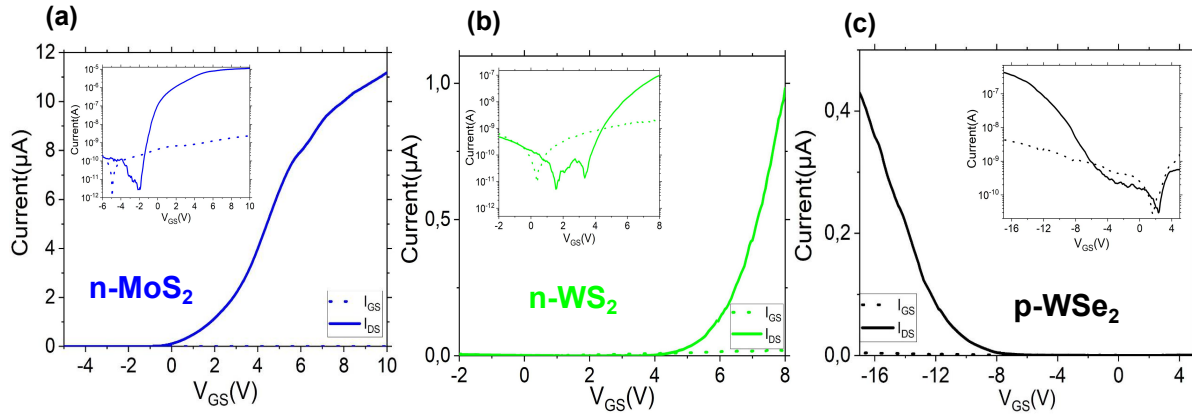 (a)
12
10
8
6
4
2
0
Current(µA)
-4 -2 0 2 4 6 8 10
V_GS(V)
10⁻⁵
10⁻⁶
10⁻⁷
10⁻⁸
10⁻⁹
10⁻¹⁰
10⁻¹¹
10⁻¹²
Current(A)
-6 -4 -2 0 2 4 6 8 10
V_GS(V)
n-MoS₂
I_GS
I_DS
(b)
1,0
0,5
0,0
Current(µA)
-2 0 2 4 6 8
V_GS(V)
10⁻⁷
10⁻⁸
10⁻⁹
10⁻¹⁰
10⁻¹¹
10⁻¹²
Current(A)
-2 0 2 4 6 8
V_GS(V)
n-WS₂
I_GS
I_DS
(c)
0,4
0,2
0,0
Current(µA)
-16 -12 -8 -4 0 4
V_GS(V)
10⁻⁷
10⁻⁸
10⁻⁹
10⁻¹⁰
Current(A)
-16 -12 -8 -4 0 4
V_GS(V)
p-WSe₂
I_GS
I_DS